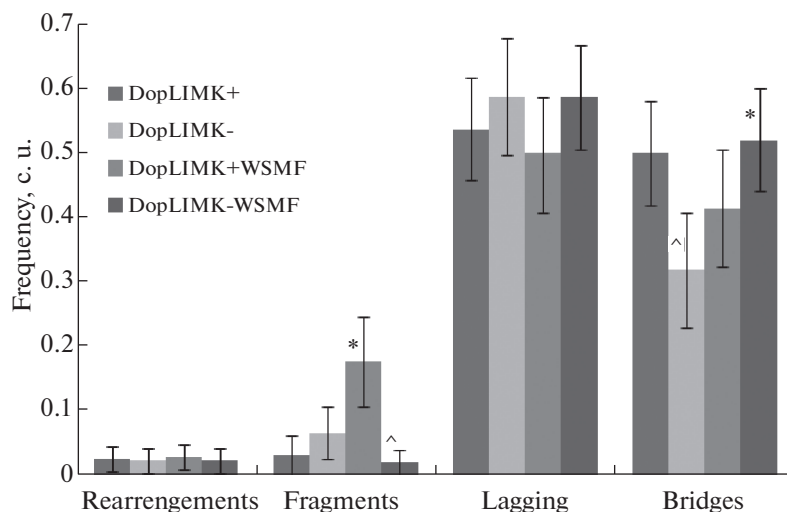 0.7
0.6
0.5
0.4
0.3
0.2
0.1
0
Frequency, c. u.
DopLIMK+
DopLIMK-
DopLIMK+WSMF
DopLIMK-WSMF
*
^
^
*
Rearrengements Fragments Lagging Bridges